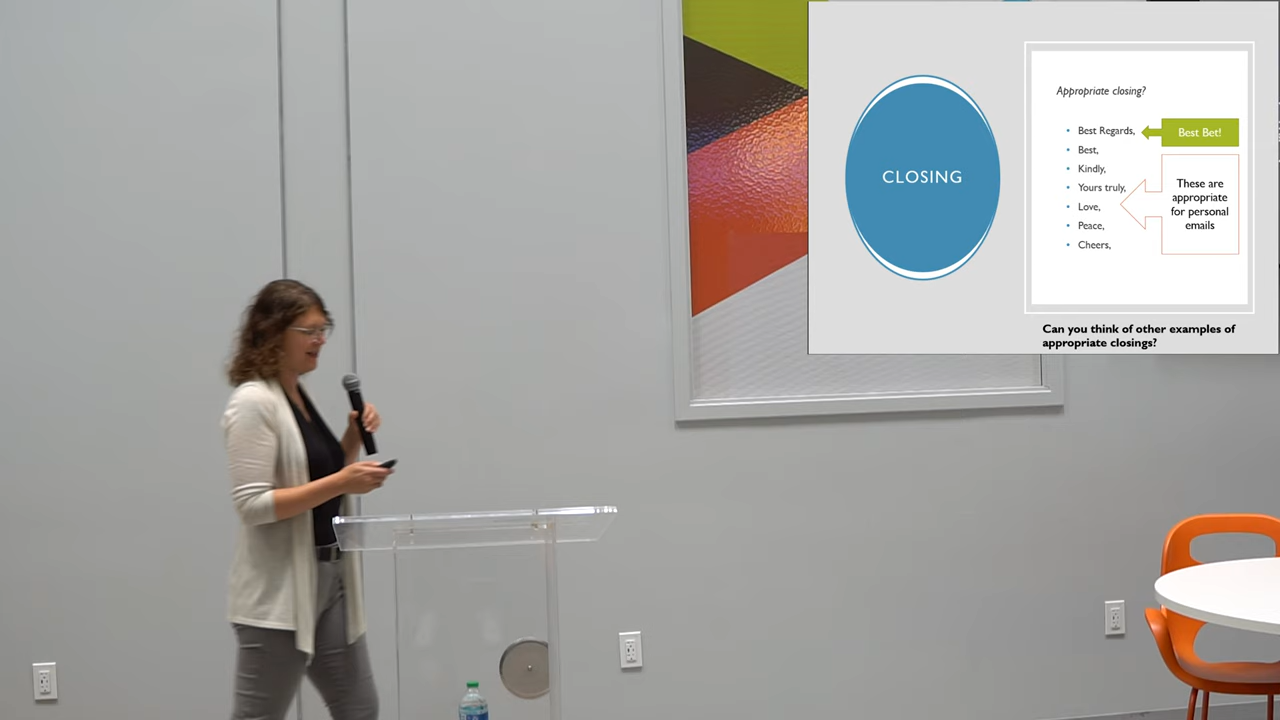 CLOSING
Appropriate closing?
• Best Regards,
Best Bet!
• Best,
• Kindly,
• Yours truly,
• Love,
• Peace,
• Cheers,
These are
appropriate
for personal
emails
Can you think of other examples of
appropriate closings?